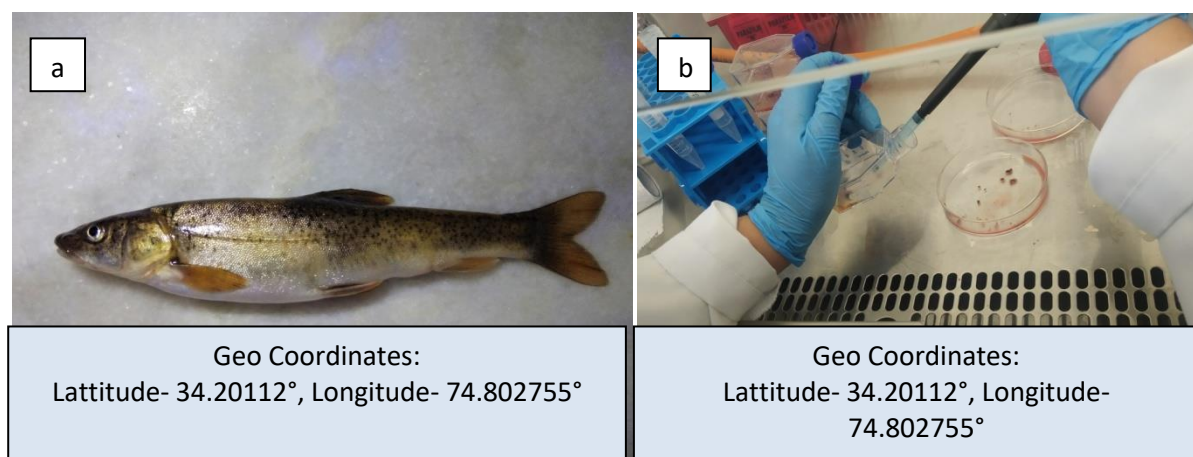 a
b
Geo Coordinates:
Lattitude- 34.20112°, Longitude- 74.802755°
Geo Coordinates:
Lattitude- 34.20112°, Longitude-
74.802755°